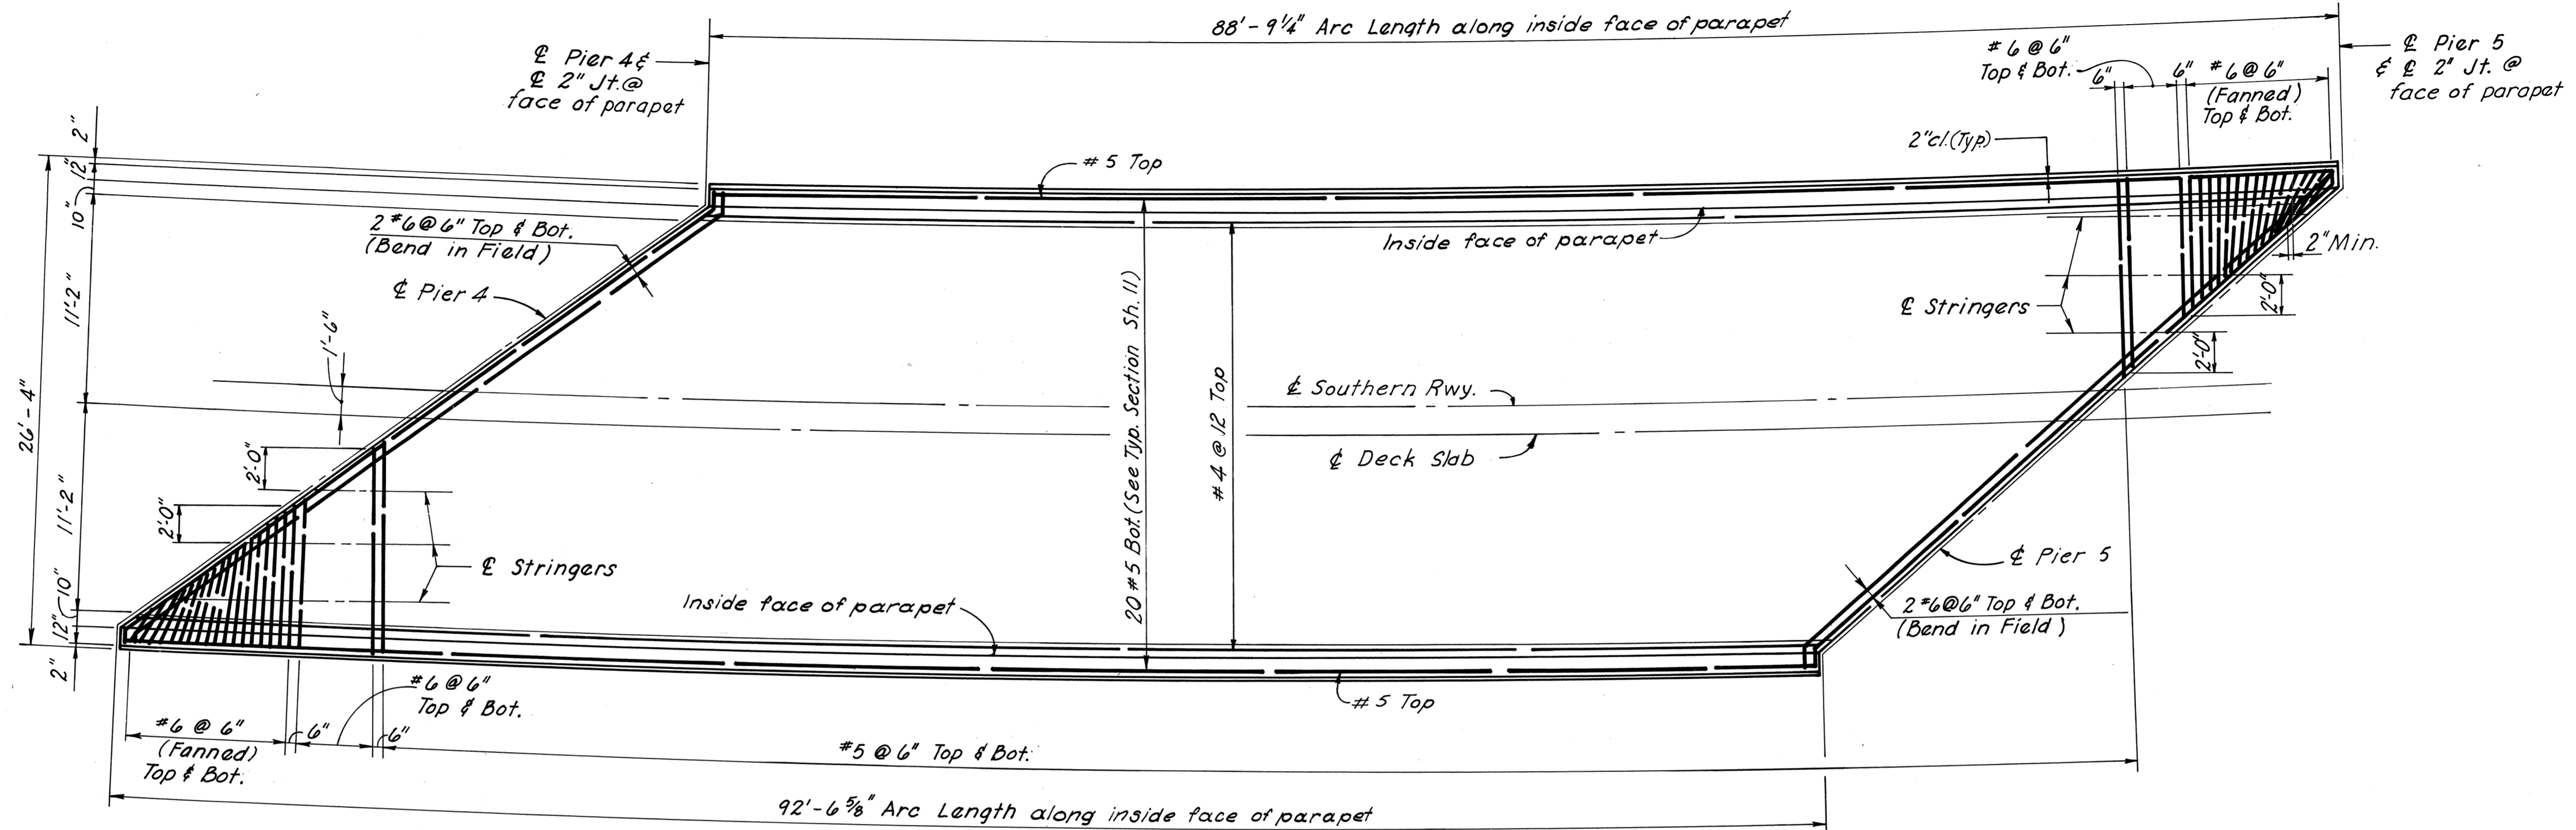 88'-9 1/4" Arc Length along inside face of parapet
℄ Pier 4 &
℄ 2" Jt. @
face of parapet
# 6 @ 6"
Top & Bot.
6"
6"
# 6 @ 6"
(Fanned)
Top & Bot.
℄ Pier 5
& ℄ 2" Jt. @
face of parapet
2"
12"
10"
11'-2"
26'-4"
11'-2"
10"
12"
2"
# 5 Top
2"cl.(Typ.)
2 #6@6" Top & Bot.
(Bend in Field)
Inside face of parapet
2" Min.
℄ Pier 4
℄ Stringers
2'-0"
2'-0"
1'-6"
20 #5 Bot.(See Typ. Section Sh. 11)
#4 @ 12 Top
℄ Southern Rwy.
℄ Deck Slab
2'-0"
2'-0"
℄ Stringers
℄ Pier 5
Inside face of parapet
2 #6@6" Top & Bot.
(Bend in Field)
#6 @ 6"
Top & Bot.
# 5 Top
#6 @ 6"
(Fanned)
Top & Bot.
6"
6"
#5 @ 6" Top & Bot.
92'-6 5/8" Arc Length along inside face of parapet